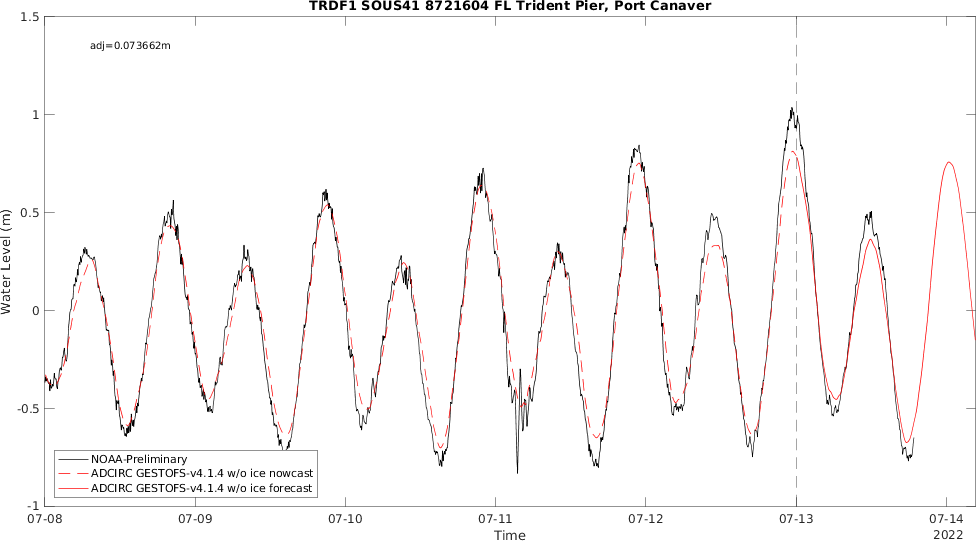 TRDF1 SOUS41 8721604 FL Trident Pier, Port Canaver
adj=0.073662m
1.5
1
0.5
0
-0.5
-1
Water Level (m)
NOAA-Preliminary
ADCIRC GESTOFS-v4.1.4 w/o ice nowcast
ADCIRC GESTOFS-v4.1.4 w/o ice forecast
07-08 07-09 07-10 07-11 07-12 07-13 07-14
Time
2022